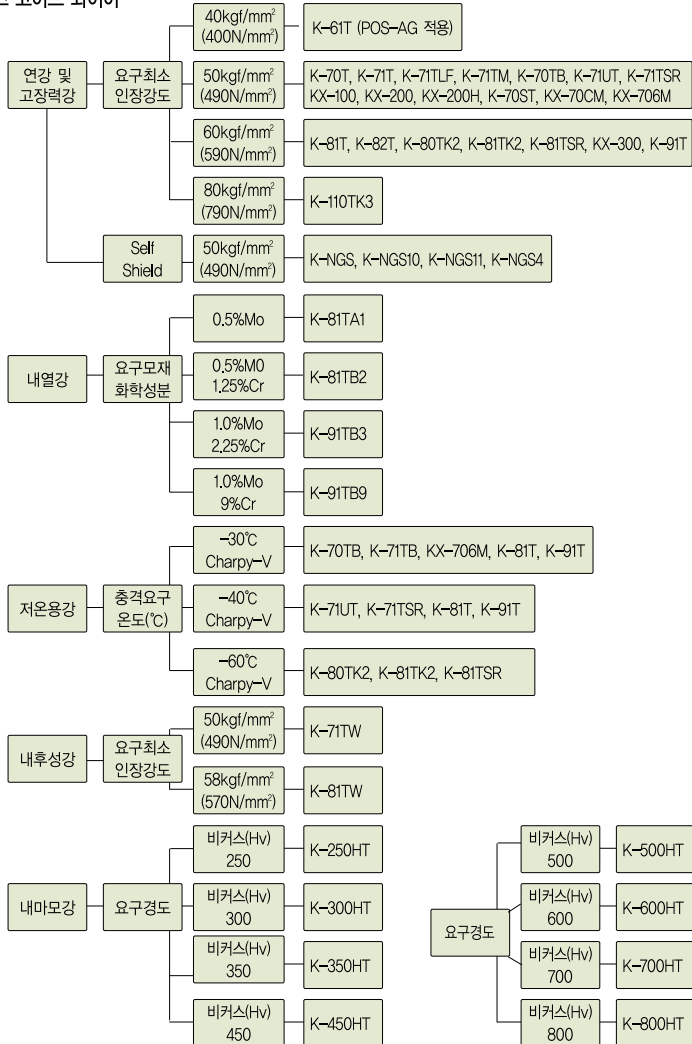 40kgf/mm²
(400N/mm²)
K-61T (POS-AG 적용)
연강 및
고장력강
요구최소
인장강도
50kgf/mm²
(490N/mm²)
K-70T, K-71T, K-71TLF, K-71TM, K-70TB, K-71UT, K-71TSR
KX-100, KX-200, KX-200H, K-70ST, KX-70CM, KX-706M
60kgf/mm²
(590N/mm²)
K-81T, K-82T, K-80TK2, K-81TK2, K-81TSR, KX-300, K-91T
80kgf/mm²
(790N/mm²)
K-110TK3
Self
Shield
50kgf/mm²
(490N/mm²)
K-NGS, K-NGS10, K-NGS11, K-NGS4
0.5%Mo
K-81TA1
내열강
요구모재
화학성분
0.5%M0
1.25%Cr
K-81TB2
1.0%Mo
2.25%Cr
K-91TB3
1.0%Mo
9%Cr
K-91TB9
-30℃
Charpy-V
K-70TB, K-71TB, KX-706M, K-81T, K-91T
저온용강
충격요구
온도(℃)
-40℃
Charpy-V
K-71UT, K-71TSR, K-81T, K-91T
-60℃
Charpy-V
K-80TK2, K-81TK2, K-81TSR
내후성강
요구최소
인장강도
50kgf/mm²
(490N/mm²)
K-71TW
58kgf/mm²
(570N/mm²)
K-81TW
내마모강
요구경도
비커스(Hv)
250
K-250HT
비커스(Hv)
300
K-300HT
비커스(Hv)
350
K-350HT
비커스(Hv)
450
K-450HT
요구경도
비커스(Hv)
500
K-500HT
비커스(Hv)
600
K-600HT
비커스(Hv)
700
K-700HT
비커스(Hv)
800
K-800HT